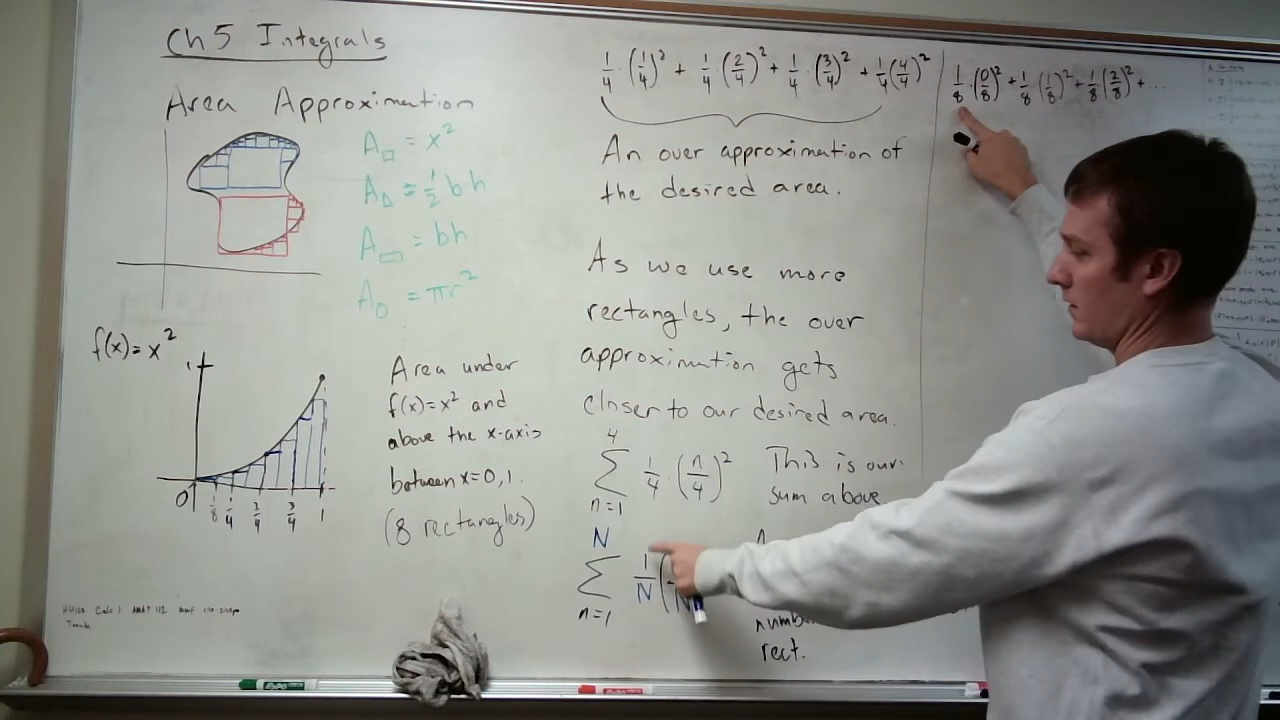 Ch 5 Integrals
Area Approximation
A□ = x²
A△ = ½ b h
A▭ = bh
A○ = πr²
f(x) = x²
1
0
1/8 1/4 2/4 3/4 1
Area under
f(x) = x² and
above the x-axis
between x=0,1.
(8 rectangles)
1/4 · (1/4)² + 1/4 · (2/4)² + 1/4 · (3/4)² + 1/4 (4/4)²
An over approximation of
the desired area.
As we use more
rectangles, the over
approximation gets
closer to our desired area.
4
∑ 1/4 · (n/4)² This is our
n=1 sum above
N
∑ 1/N (
n=1
rect.
1/8 · (0/8)² + 1/8 (1/8)² + 1/8 (2/8)² + ...
Calc 1